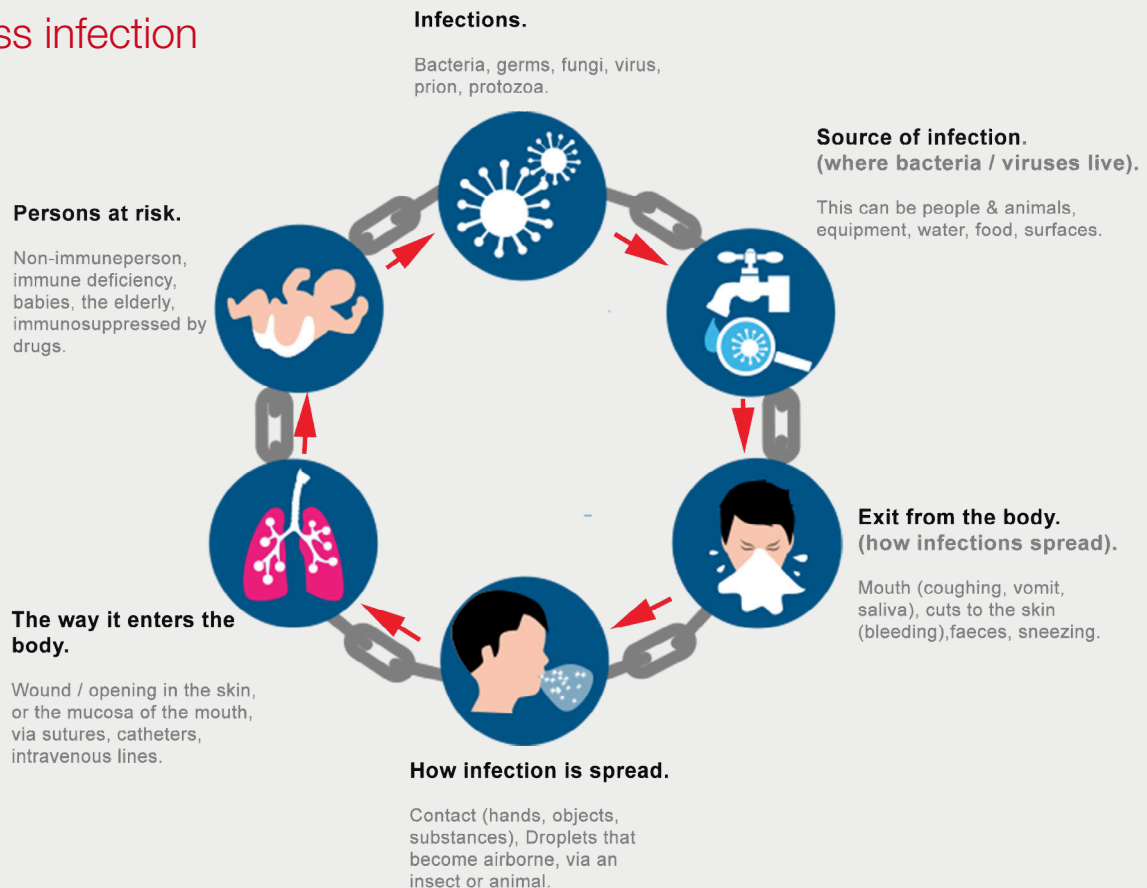 ss infection
Infections.
Bacteria, germs, fungi, virus,
prion, protozoa.
Source of infection.
(where bacteria / viruses live).
This can be people & animals,
equipment, water, food, surfaces.
Exit from the body.
(how infections spread).
Mouth (coughing, vomit,
saliva), cuts to the skin
(bleeding),faeces, sneezing.
How infection is spread.
Contact (hands, objects,
substances), Droplets that
become airborne, via an
insect or animal.
The way it enters the
body.
Wound / opening in the skin,
or the mucosa of the mouth,
via sutures, catheters,
intravenous lines.
Persons at risk.
Non-immuneperson,
immune deficiency,
babies, the elderly,
immunosuppressed by
drugs.